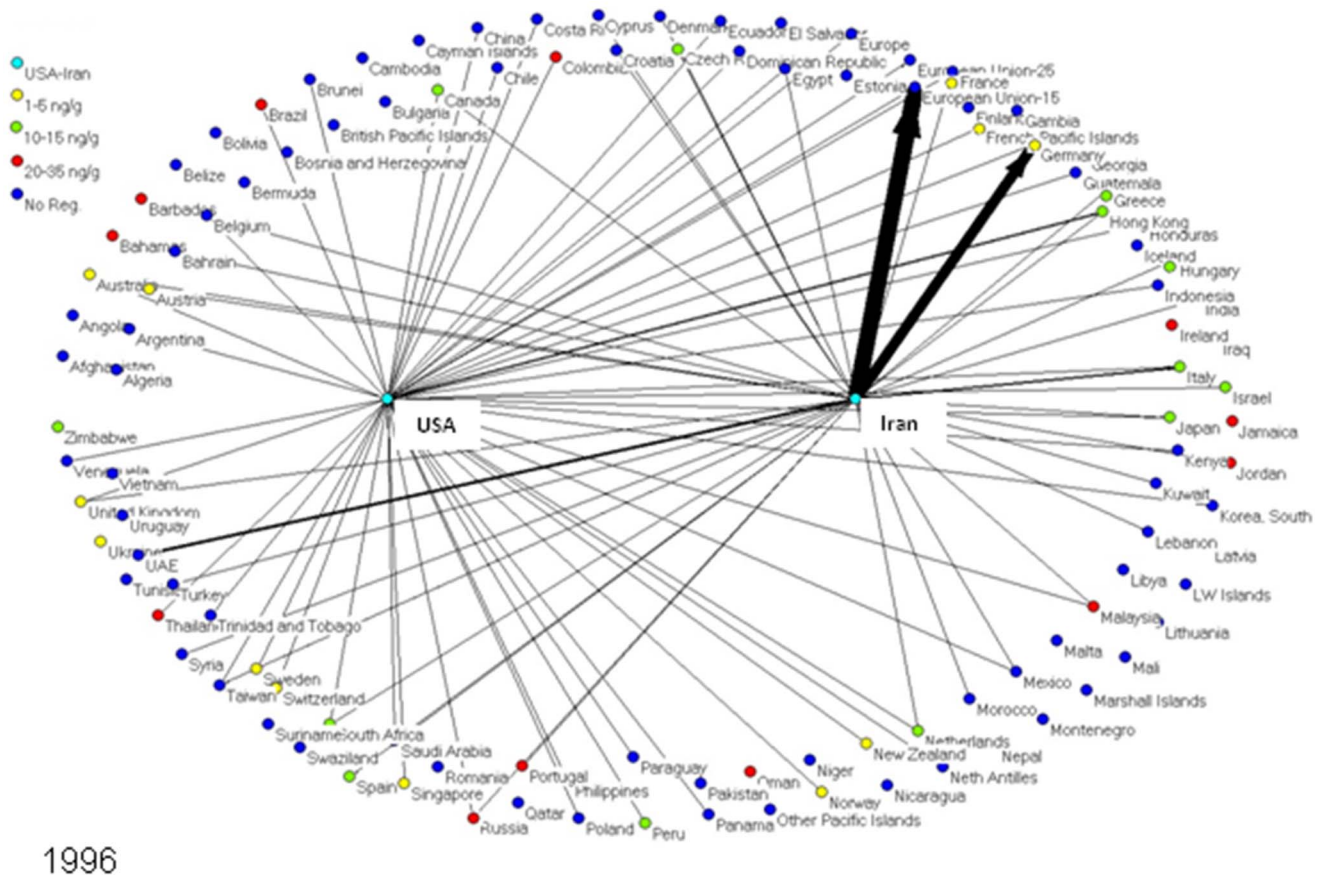 USA-Iran
1-5 ng/g
10-15 ng/g
20-35 ng/g
No Reg.
Cyprus
Denmark
Ecuador
El Salvador
Costa Ri
Europe
China
Croatia
Czech R
Dominican Republic
Cayman Islands
Colombia
Egypt
European Union-25
Cambodia
Chile
Estonia
France
Brunei
Canada
European Union-15
Brazil
Bulgaria
Finland
Gambia
British Pacific Islands
French Pacific Islands
Bolivia
Bosnia and Herzegovina
Germany
Georgia
Belize
Bermuda
Guatemala
Greece
Barbados
Belgium
Hong Kong
Honduras
Bahamas
Bahrain
Iceland
Hungary
Australia
Austria
Indonesia
India
Angola
Argentina
Ireland
Iraq
Afghanistan
Algeria
Italy
Israel
USA
Iran
Zimbabwe
Japan
Jamaica
Venezuela
Vietnam
Kenya
Jordan
United Kingdom
Uruguay
Kuwait
Korea, South
Ukraine
UAE
Lebanon
Latvia
Tunisia
Turkey
Libya
LW Islands
Thailand
Trinidad and Tobago
Malaysia
Lithuania
Syria
Sweden
Malta
Mali
Taiwan
Switzerland
Mexico
Marshall Islands
Suriname
South Africa
Morocco
Montenegro
Swaziland
Saudi Arabia
Netherlands
New Zealand
Nepal
Spain
Romania
Portugal
Paraguay
Oman
Niger
Neth Antilles
Singapore
Philippines
Pakistan
Norway
Nicaragua
Russia
Qatar
Poland
Peru
Panama
Other Pacific Islands
1996